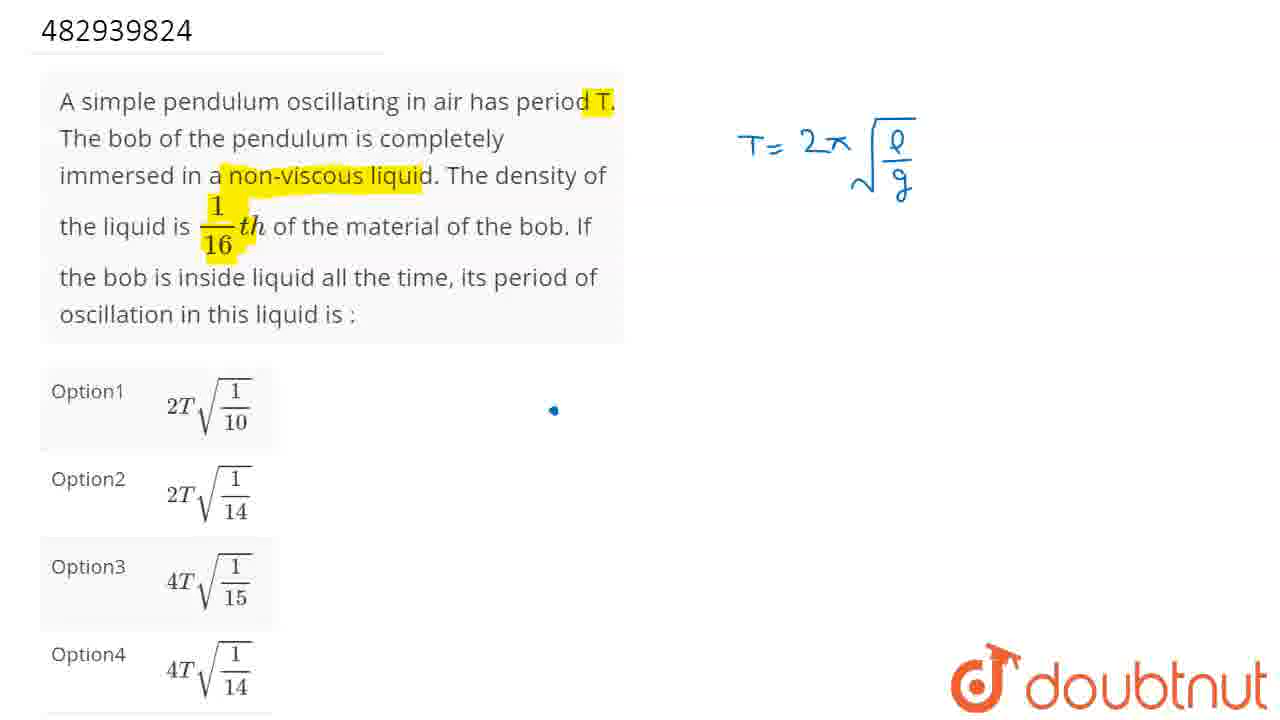 482939824
A simple pendulum oscillating in air has period T.
The bob of the pendulum is completely
immersed in a non-viscous liquid. The density of
the liquid is $\frac{1}{16}th$ of the material of the bob. If
the bob is inside liquid all the time, its period of
oscillation in this liquid is :
T = 2π √(ℓ/g)
Option1 2T√(1/10)
Option2 2T√(1/14)
Option3 4T√(1/15)
Option4 4T√(1/14)
doubtnut